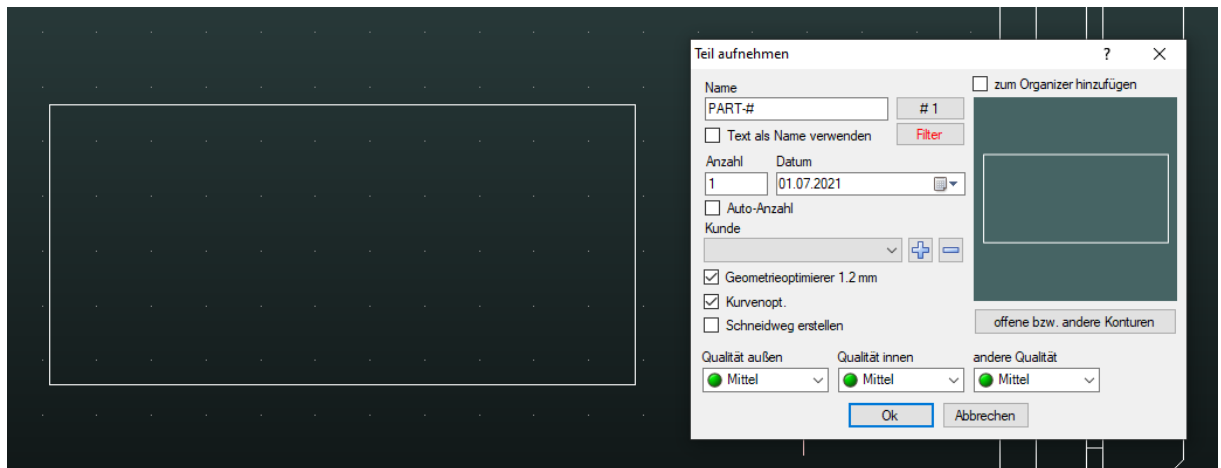 Teil aufnehmen ?
Name
zum Organizer hinzufügen
PART-# # 1
Text als Name verwenden Filter
Anzahl Datum
1 01.07.2021
Auto-Anzahl
Kunde
Geometrieoptimierer 1.2 mm
Kurvenopt.
Schneidweg erstellen
offene bzw. andere Konturen
Qualität außen Qualität innen andere Qualität
Mittel Mittel Mittel
Ok Abbrechen